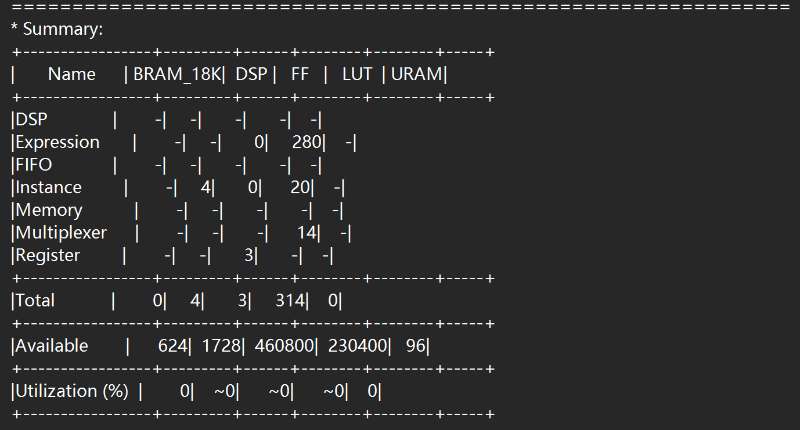 ================================================================
* Summary:
+-----------------+---------+------+--------+--------+-----+
|       Name      | BRAM_18K|  DSP |   FF   |   LUT  | URAM|
+-----------------+---------+------+--------+--------+-----+
|DSP              |        -|     -|       -|       -|    -|
|Expression       |        -|     -|       0|     280|    -|
|FIFO             |        -|     -|       -|       -|    -|
|Instance         |        -|     4|       0|      20|    -|
|Memory           |        -|     -|       -|       -|    -|
|Multiplexer      |        -|     -|       -|      14|    -|
|Register         |        -|     -|       3|       -|    -|
+-----------------+---------+------+--------+--------+-----+
|Total            |        0|     4|       3|     314|    0|
+-----------------+---------+------+--------+--------+-----+
|Available        |      624|  1728|  460800|  230400|   96|
+-----------------+---------+------+--------+--------+-----+
|Utilization (%)  |        0|    ~0|      ~0|      ~0|    0|
+-----------------+---------+------+--------+--------+-----+